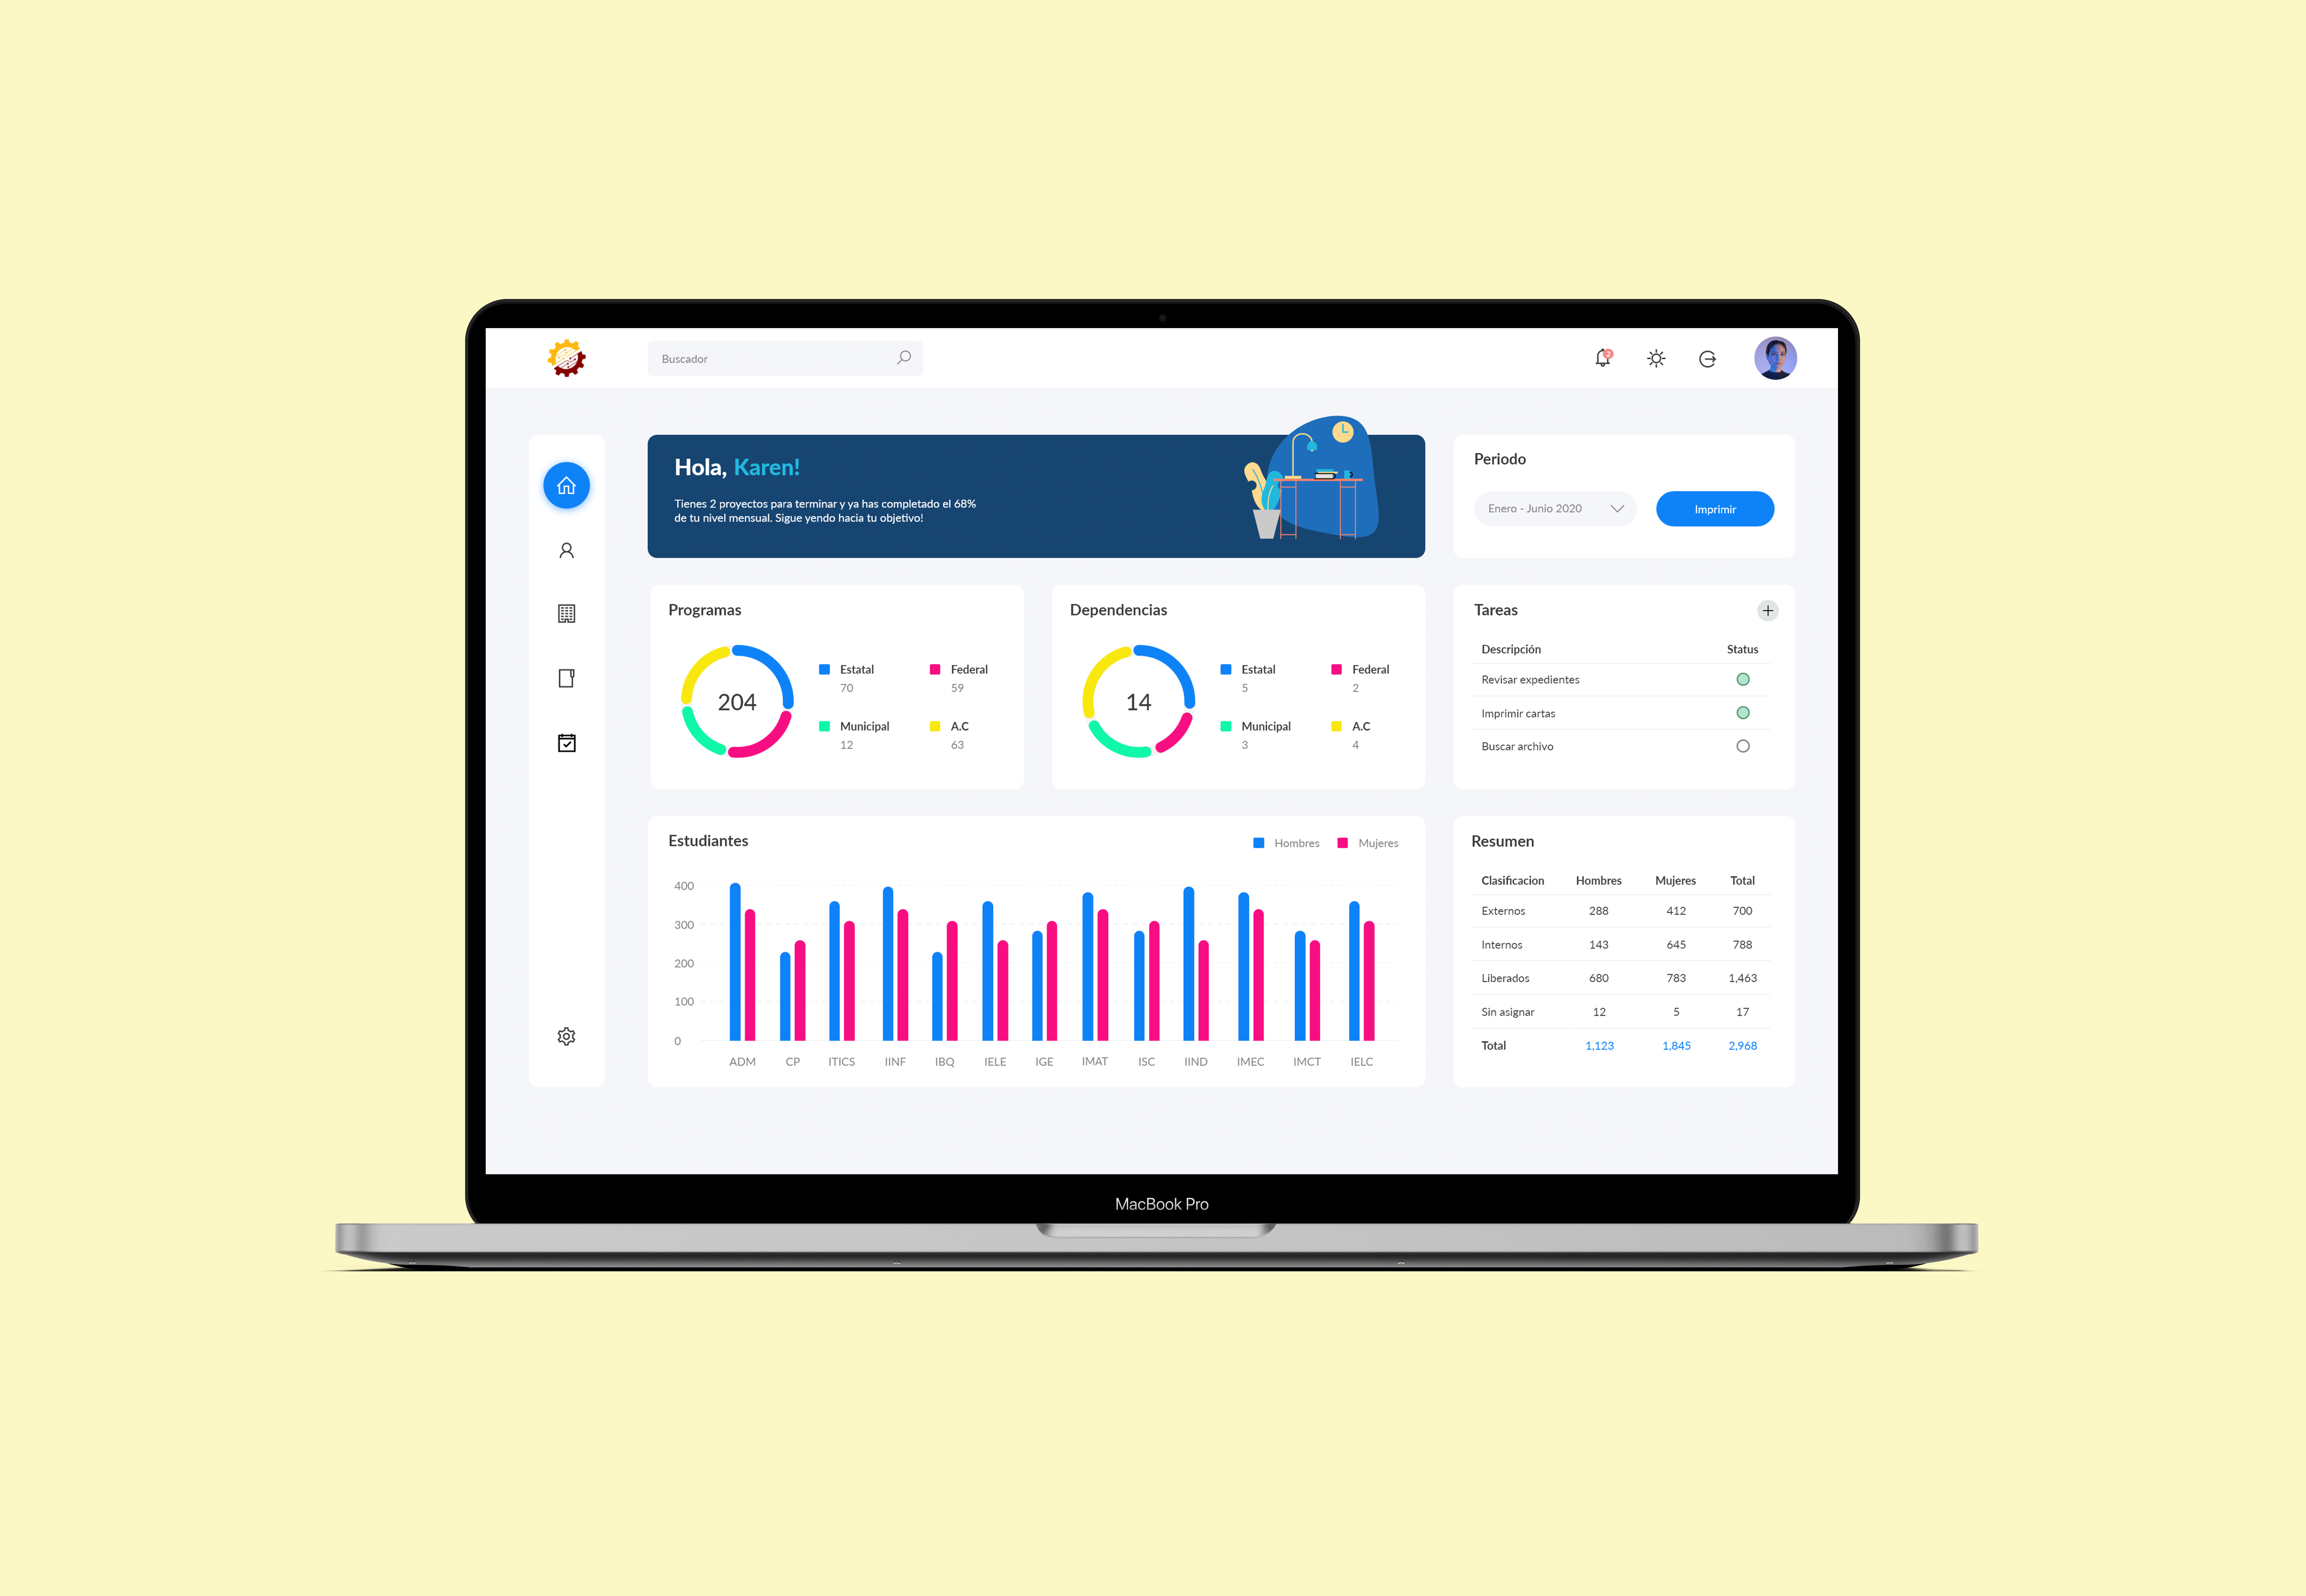 Buscador
2
Hola, Karen!
Tienes 2 proyectos para terminar y ya has completado el 68%
de tu nivel mensual. Sigue yendo hacia tu objetivo!
Periodo
Enero - Junio 2020
Imprimir
Programas
204
Estatal
70
Federal
59
Municipal
12
A.C
63
Dependencias
14
Estatal
5
Federal
2
Municipal
3
A.C
4
Tareas
Descripción Status
Revisar expedientes
Imprimir cartas
Buscar archivo
Estudiantes
Hombres Mujeres
400
300
200
100
0
ADM CP ITICS IINF IBQ IELE IGE IMAT ISC IIND IMEC IMCT IELC
Resumen
Clasificacion Hombres Mujeres Total
Externos 288 412 700
Internos 143 645 788
Liberados 680 783 1,463
Sin asignar 12 5 17
Total 1,123 1,845 2,968
MacBook Pro